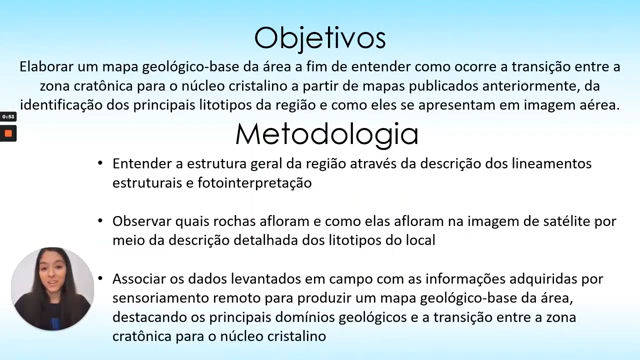 Objetivos
Elaborar um mapa geológico-base da área a fim de entender como ocorre a transição entre a
zona cratônica para o núcleo cristalino a partir de mapas publicados anteriormente, da
identificação dos principais litotipos da região e como eles se apresentam em imagem aérea.
0:53
Metodologia
• Entender a estrutura geral da região através da descrição dos lineamentos
estruturais e fotointerpretação
• Observar quais rochas afloram e como elas afloram na imagem de satélite por
meio da descrição detalhada dos litotipos do local
• Associar os dados levantados em campo com as informações adquiridas por
sensoriamento remoto para produzir um mapa geológico-base da área,
destacando os principais domínios geológicos e a transição entre a zona
cratônica para o núcleo cristalino